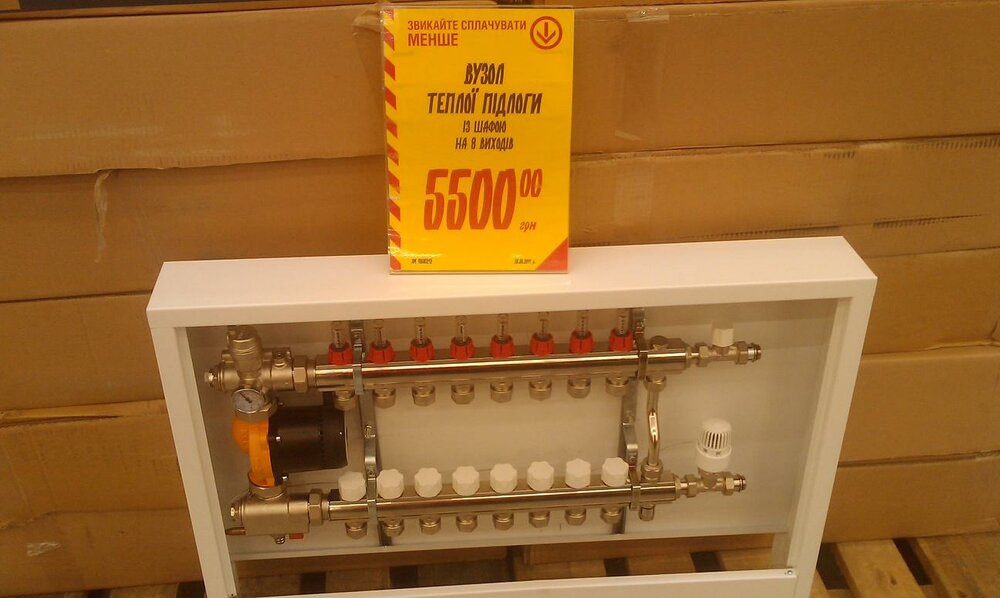 ЗВИКАЙТЕ СПЛАЧУВАТИ
МЕНШЕ
ВУЗОЛ
ТЕПЛОЇ ПІДЛОГИ
ІЗ ШАФОЮ
НА 8 ВИХОДІВ
5500 00
грн